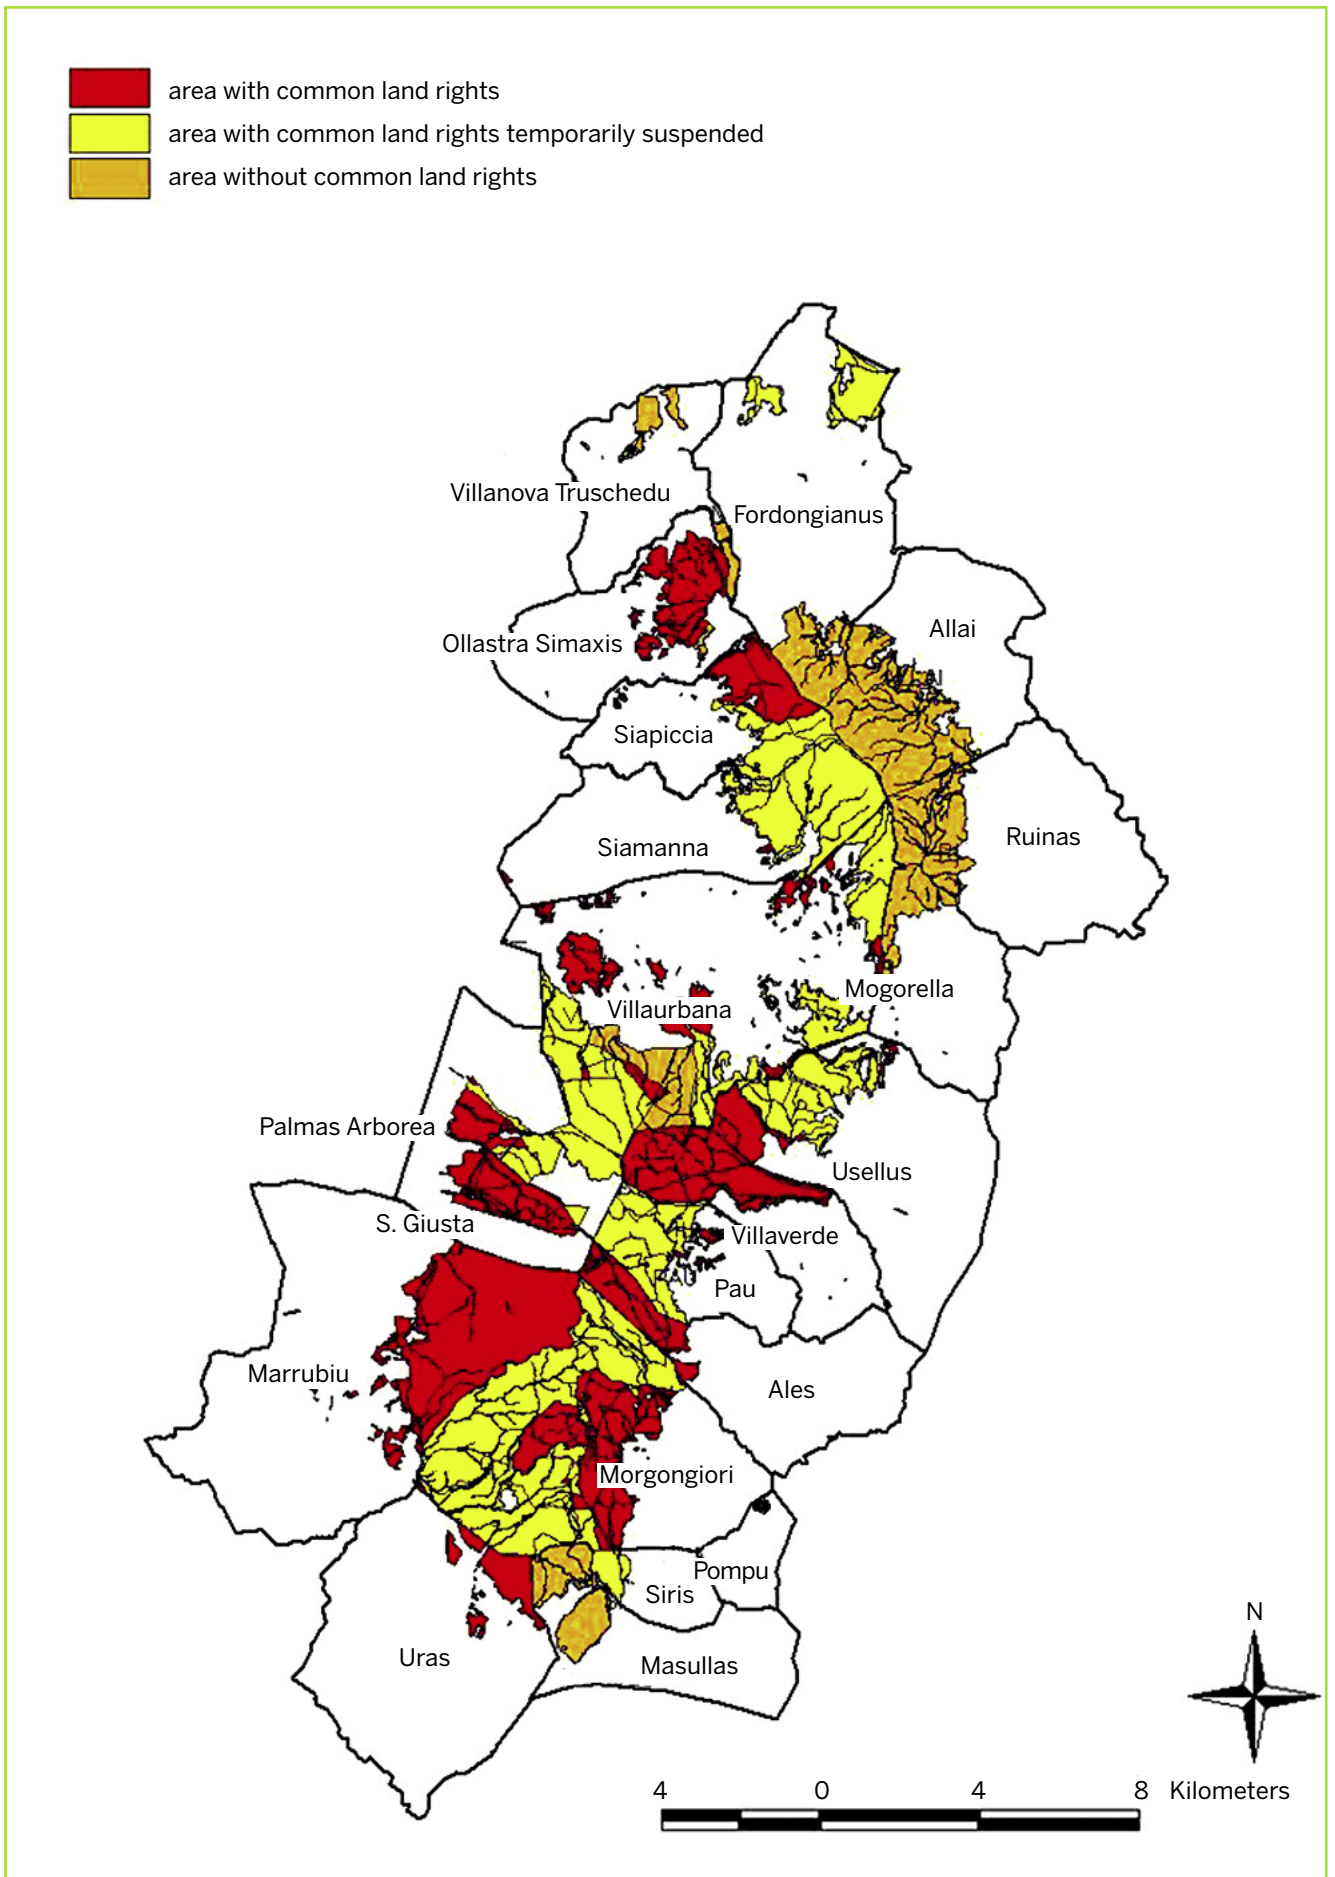 area with common land rights
area with common land rights temporarily suspended
area without common land rights
Villanova Truschedu
Fordongianus
Allai
Ollastra Simaxis
Siapiccia
Ruinas
Siamanna
Mogorella
Villaurbana
Palmas Arborea
Usellus
S. Giusta
Villaverde
Pau
PAU
Marrubiu
Ales
Morgongiori
Pompu
Siris
Uras
Masullas
N
4 0 4 8 Kilometers